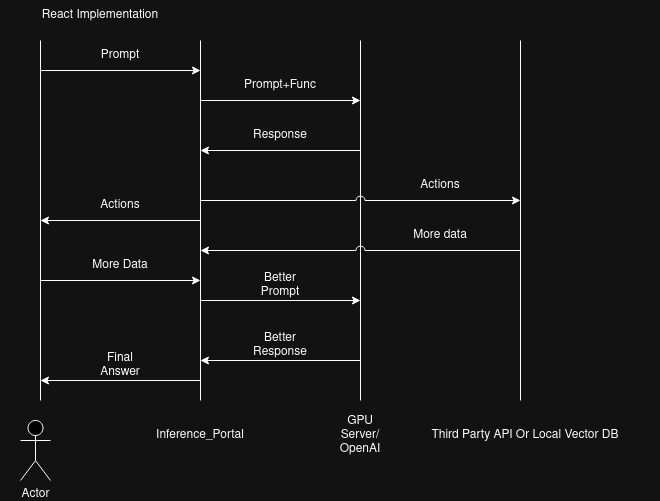 React Implementation
Prompt
Prompt+Func
Response
Actions
Actions
More data
More Data
Better
Prompt
Better
Response
Final
Answer
Inference_Portal
GPU
Server/
OpenAI
Third Party API Or Local Vector DB
Actor